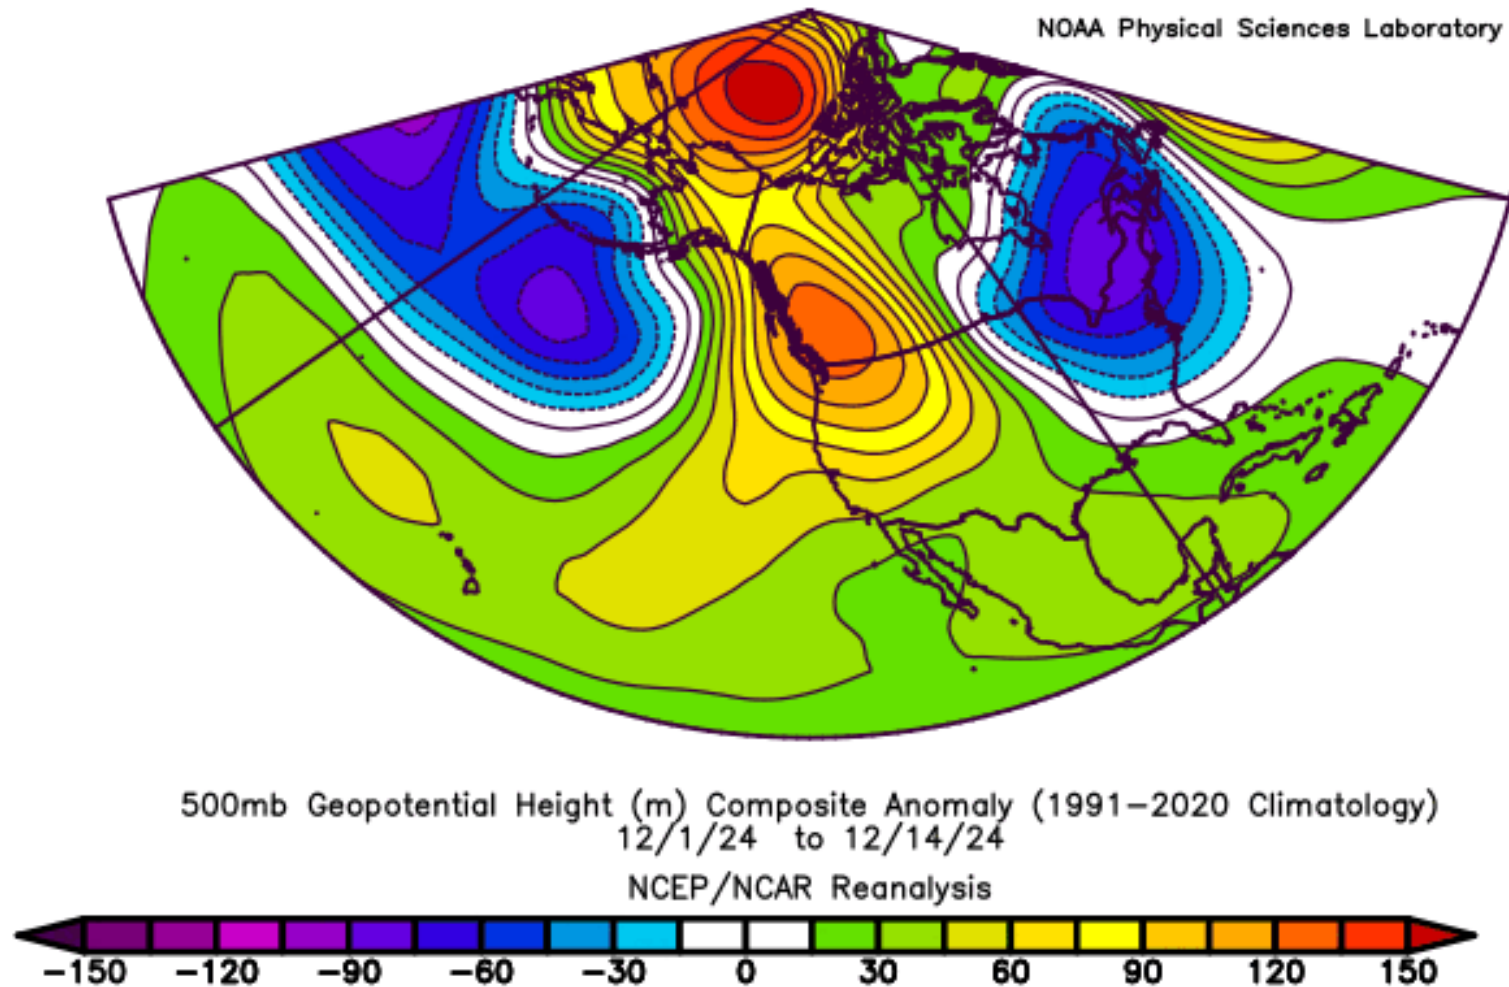 NOAA Physical Sciences Laboratory
500mb Geopotential Height (m) Composite Anomaly (1991−2020 Climatology)
12/1/24 to 12/14/24
NCEP/NCAR Reanalysis
−150 −120 −90 −60 −30 0 30 60 90 120 150